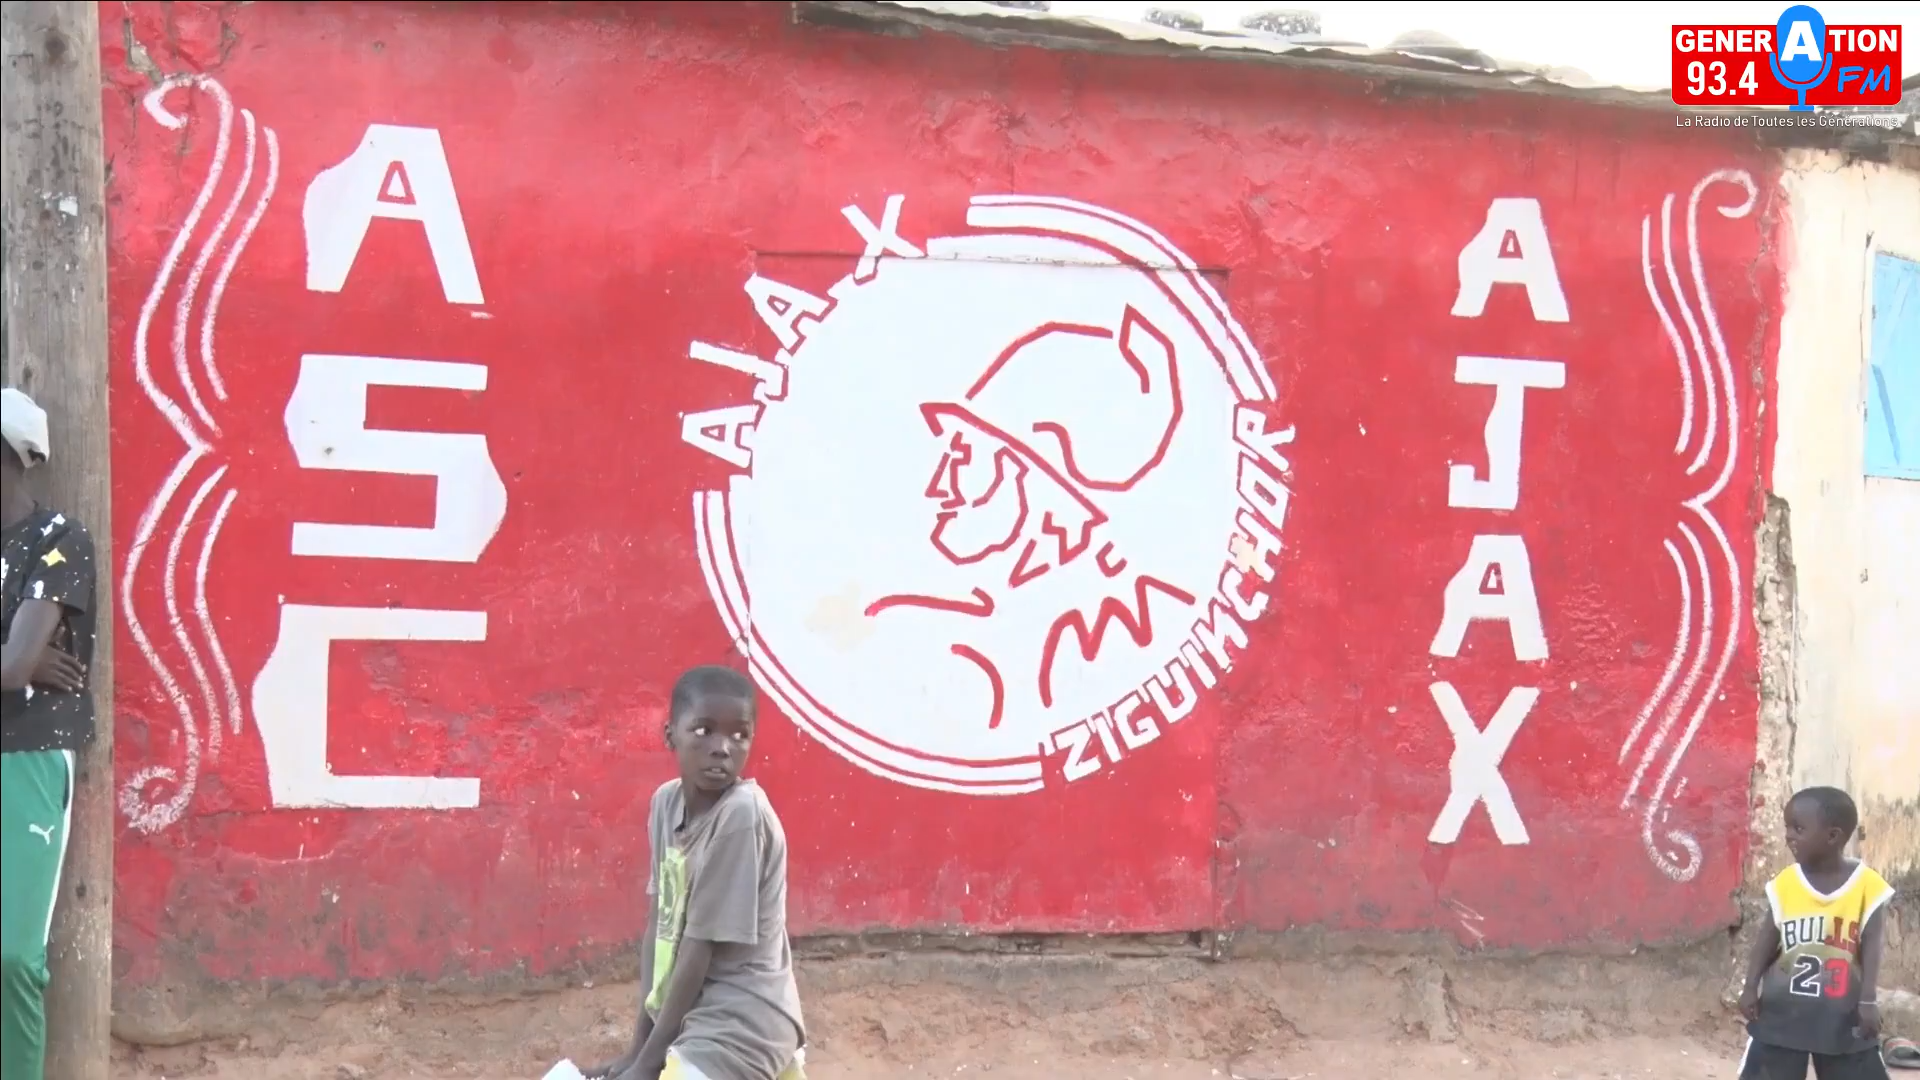 GENERATION
93.4 FM
La Radio de Toutes les Générations
ASC
AJAX
ZIGUINCHOR
AJAX
BULLS
23